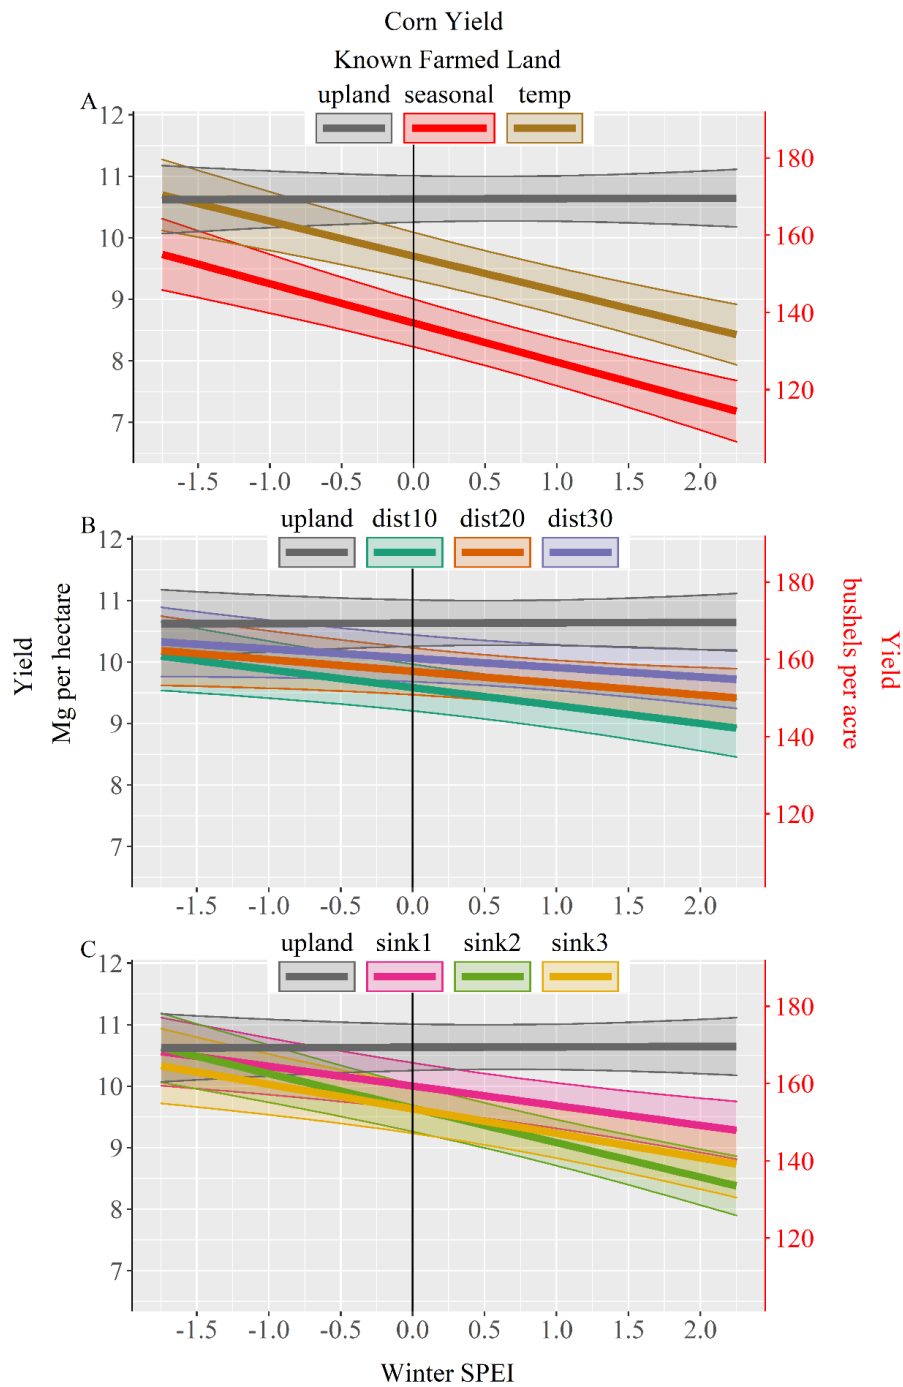 Corn Yield
Known Farmed Land
A
upland seasonal temp
12
11
10
9
8
7
180
160
140
120
-1.5 -1.0 -0.5 0.0 0.5 1.0 1.5 2.0
B
upland dist10 dist20 dist30
12
11
10
9
8
7
180
160
140
120
-1.5 -1.0 -0.5 0.0 0.5 1.0 1.5 2.0
Yield
Mg per hectare
Yield
bushels per acre
C
upland sink1 sink2 sink3
12
11
10
9
8
7
180
160
140
120
-1.5 -1.0 -0.5 0.0 0.5 1.0 1.5 2.0
Winter SPEI